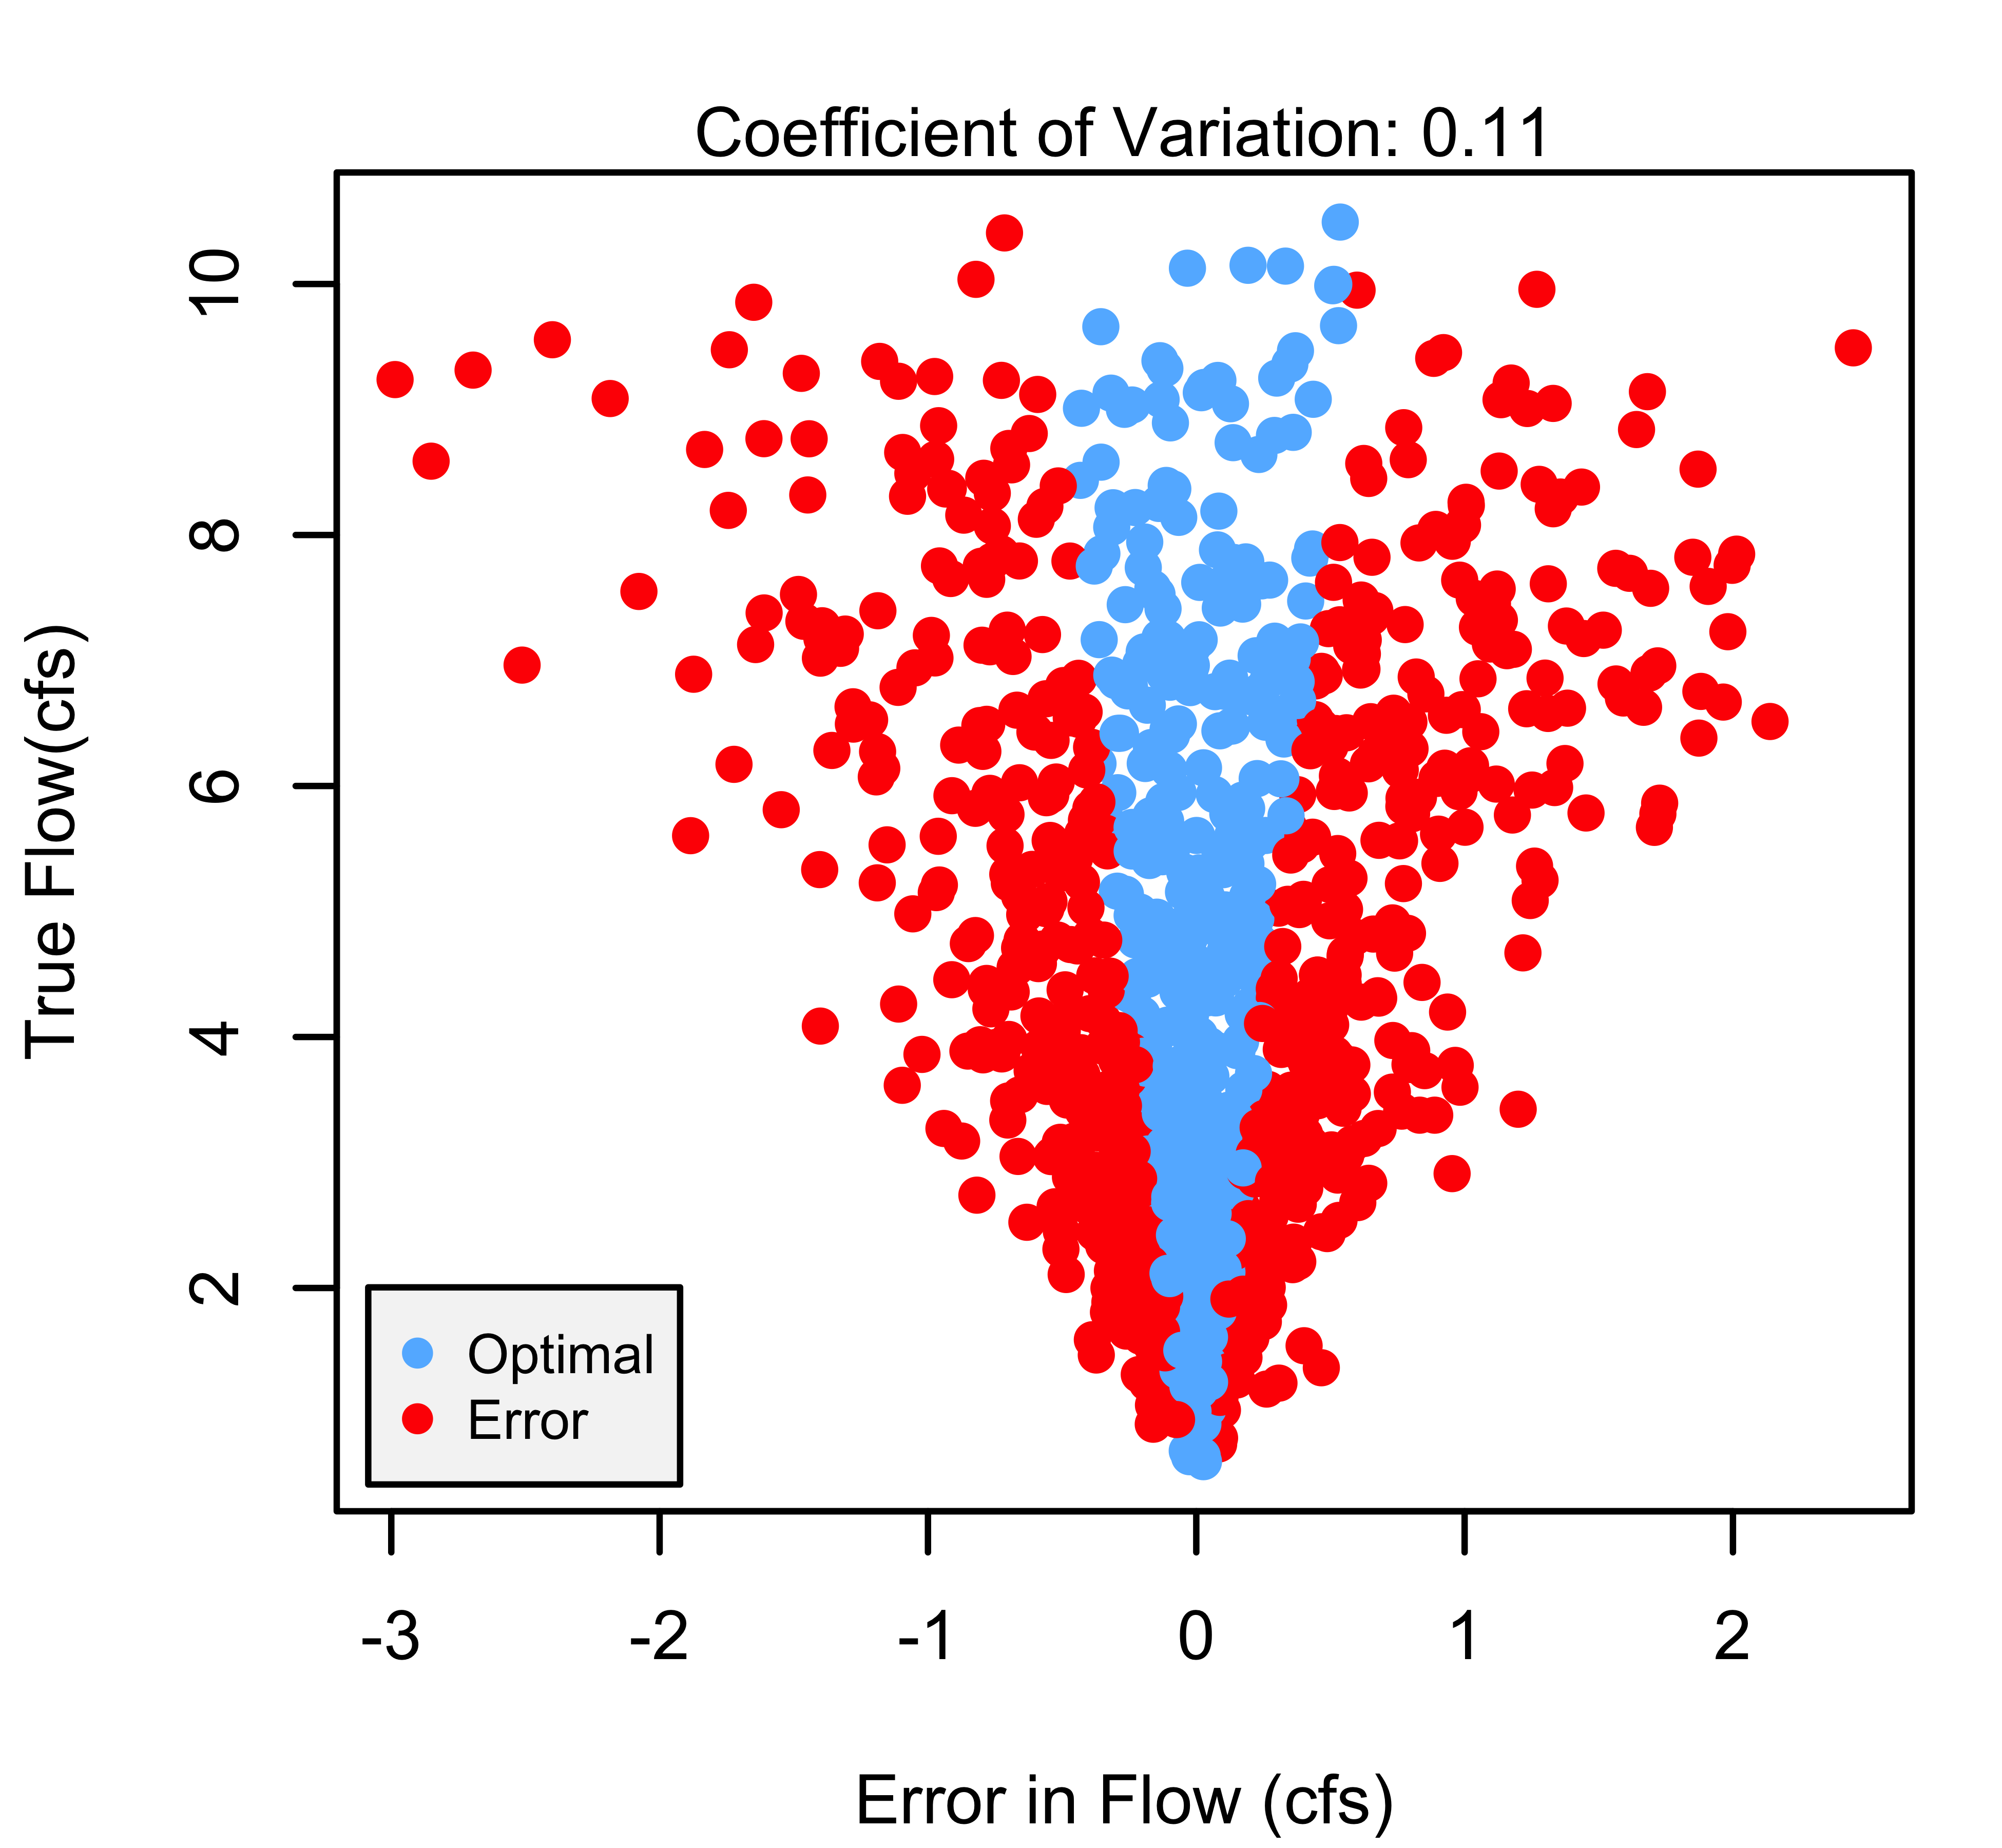 Coefficient of Variation: 0.11
True Flow(cfs)
10
8
6
4
2
Optimal
Error
-3 -2 -1 0 1 2
Error in Flow (cfs)